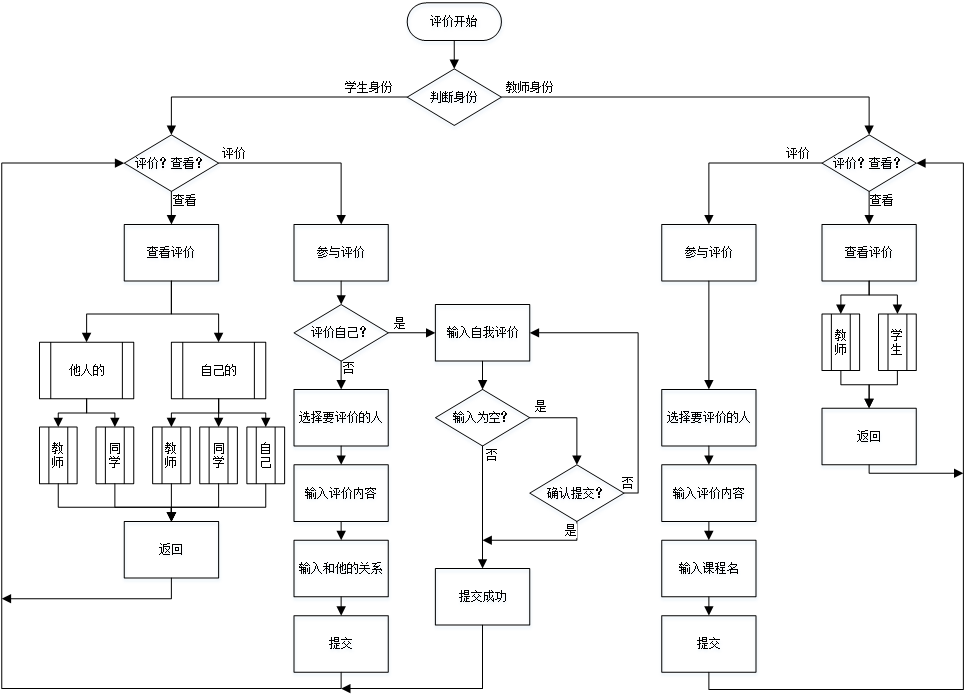 评价开始
判断身份
学生身份
教师身份
评价？查看？
评价
查看
评价
评价？查看？
查看
查看评价
参与评价
参与评价
查看评价
评价自己？
是
否
输入自我评价
他人的
自己的
教师
学生
选择要评价的人
输入为空？
是
否
选择要评价的人
返回
教师
同学
教师
同学
自己
输入评价内容
确认提交？
否
是
输入评价内容
返回
输入和他的关系
提交成功
输入课程名
提交
提交